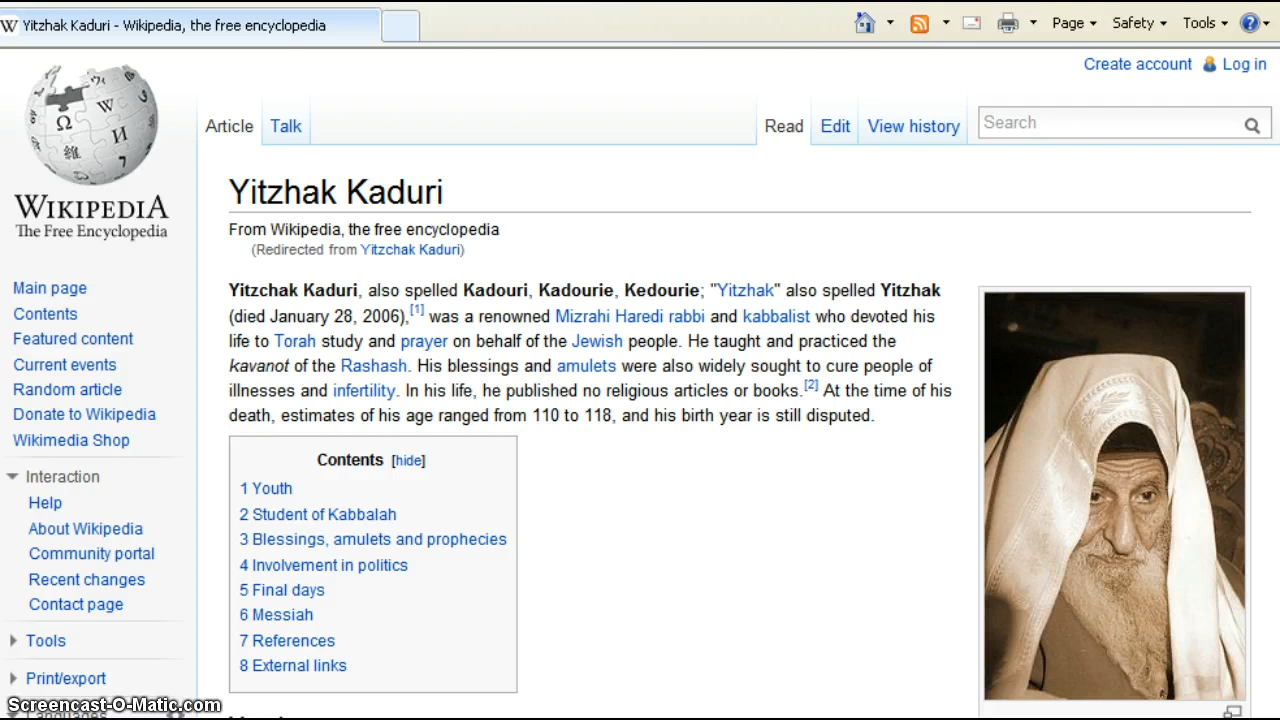 Yitzhak Kaduri - Wikipedia, the free encyclopedia
Page
Safety
Tools
Create account
Log in
Article
Talk
Read
Edit
View history
Search
WIKIPEDIA
The Free Encyclopedia
Main page
Contents
Featured content
Current events
Random article
Donate to Wikipedia
Wikimedia Shop
Interaction
Help
About Wikipedia
Community portal
Recent changes
Contact page
Tools
Print/export
Languages
Yitzhak Kaduri
From Wikipedia, the free encyclopedia
(Redirected from Yitzchak Kaduri)
Yitzchak Kaduri, also spelled Kadouri, Kadourie, Kedourie; "Yitzhak" also spelled Yitzhak
(died January 28, 2006),[1] was a renowned Mizrahi Haredi rabbi and kabbalist who devoted his
life to Torah study and prayer on behalf of the Jewish people. He taught and practiced the
kavanot of the Rashash. His blessings and amulets were also widely sought to cure people of
illnesses and infertility. In his life, he published no religious articles or books.[2] At the time of his
death, estimates of his age ranged from 110 to 118, and his birth year is still disputed.
Contents [hide]
1 Youth
2 Student of Kabbalah
3 Blessings, amulets and prophecies
4 Involvement in politics
5 Final days
6 Messiah
7 References
8 External links
Screencast-O-Matic.com